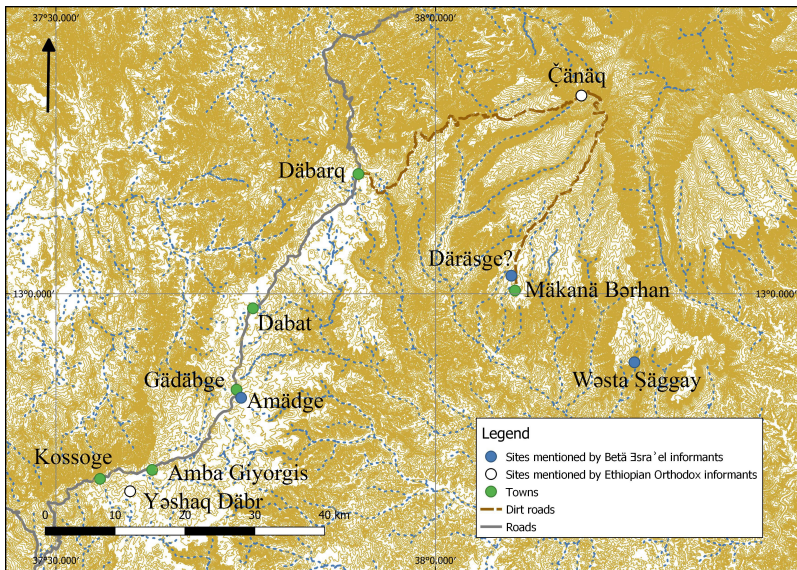 37°30.000'
38°0.000'
Č̣änäq
Däbarq
Däräsge?
13°0.000'
Mäkanä Bərhan
13°0.000'
Dabat
Gädäbge
Amädge
Wəsta Ṣäggay
Kossoge
Amba Giyorgis
Yəshaq Däbr
0 10 20 30 40 km
Legend
Sites mentioned by Betä Ǝsraʾel informants
Sites mentioned by Ethiopian Orthodox informants
Towns
Dirt roads
Roads
37°30.000'
38°0.000'